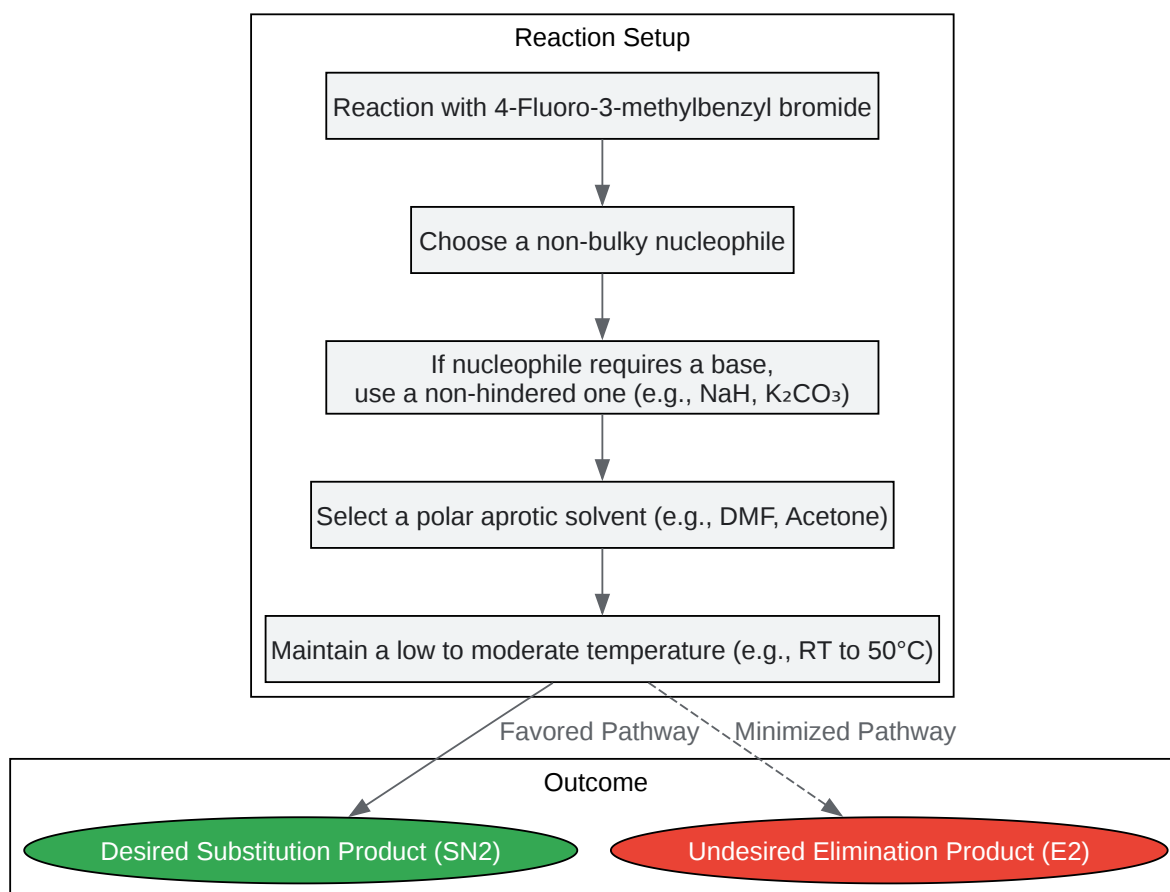 Reaction Setup
Reaction with 4-Fluoro-3-methylbenzyl bromide
Choose a non-bulky nucleophile
If nucleophile requires a base,
use a non-hindered one (e.g., NaH, K₂CO₃)
Select a polar aprotic solvent (e.g., DMF, Acetone)
Maintain a low to moderate temperature (e.g., RT to 50°C)
Favored Pathway
Minimized Pathway
Outcome
Desired Substitution Product (SN2)
Undesired Elimination Product (E2)